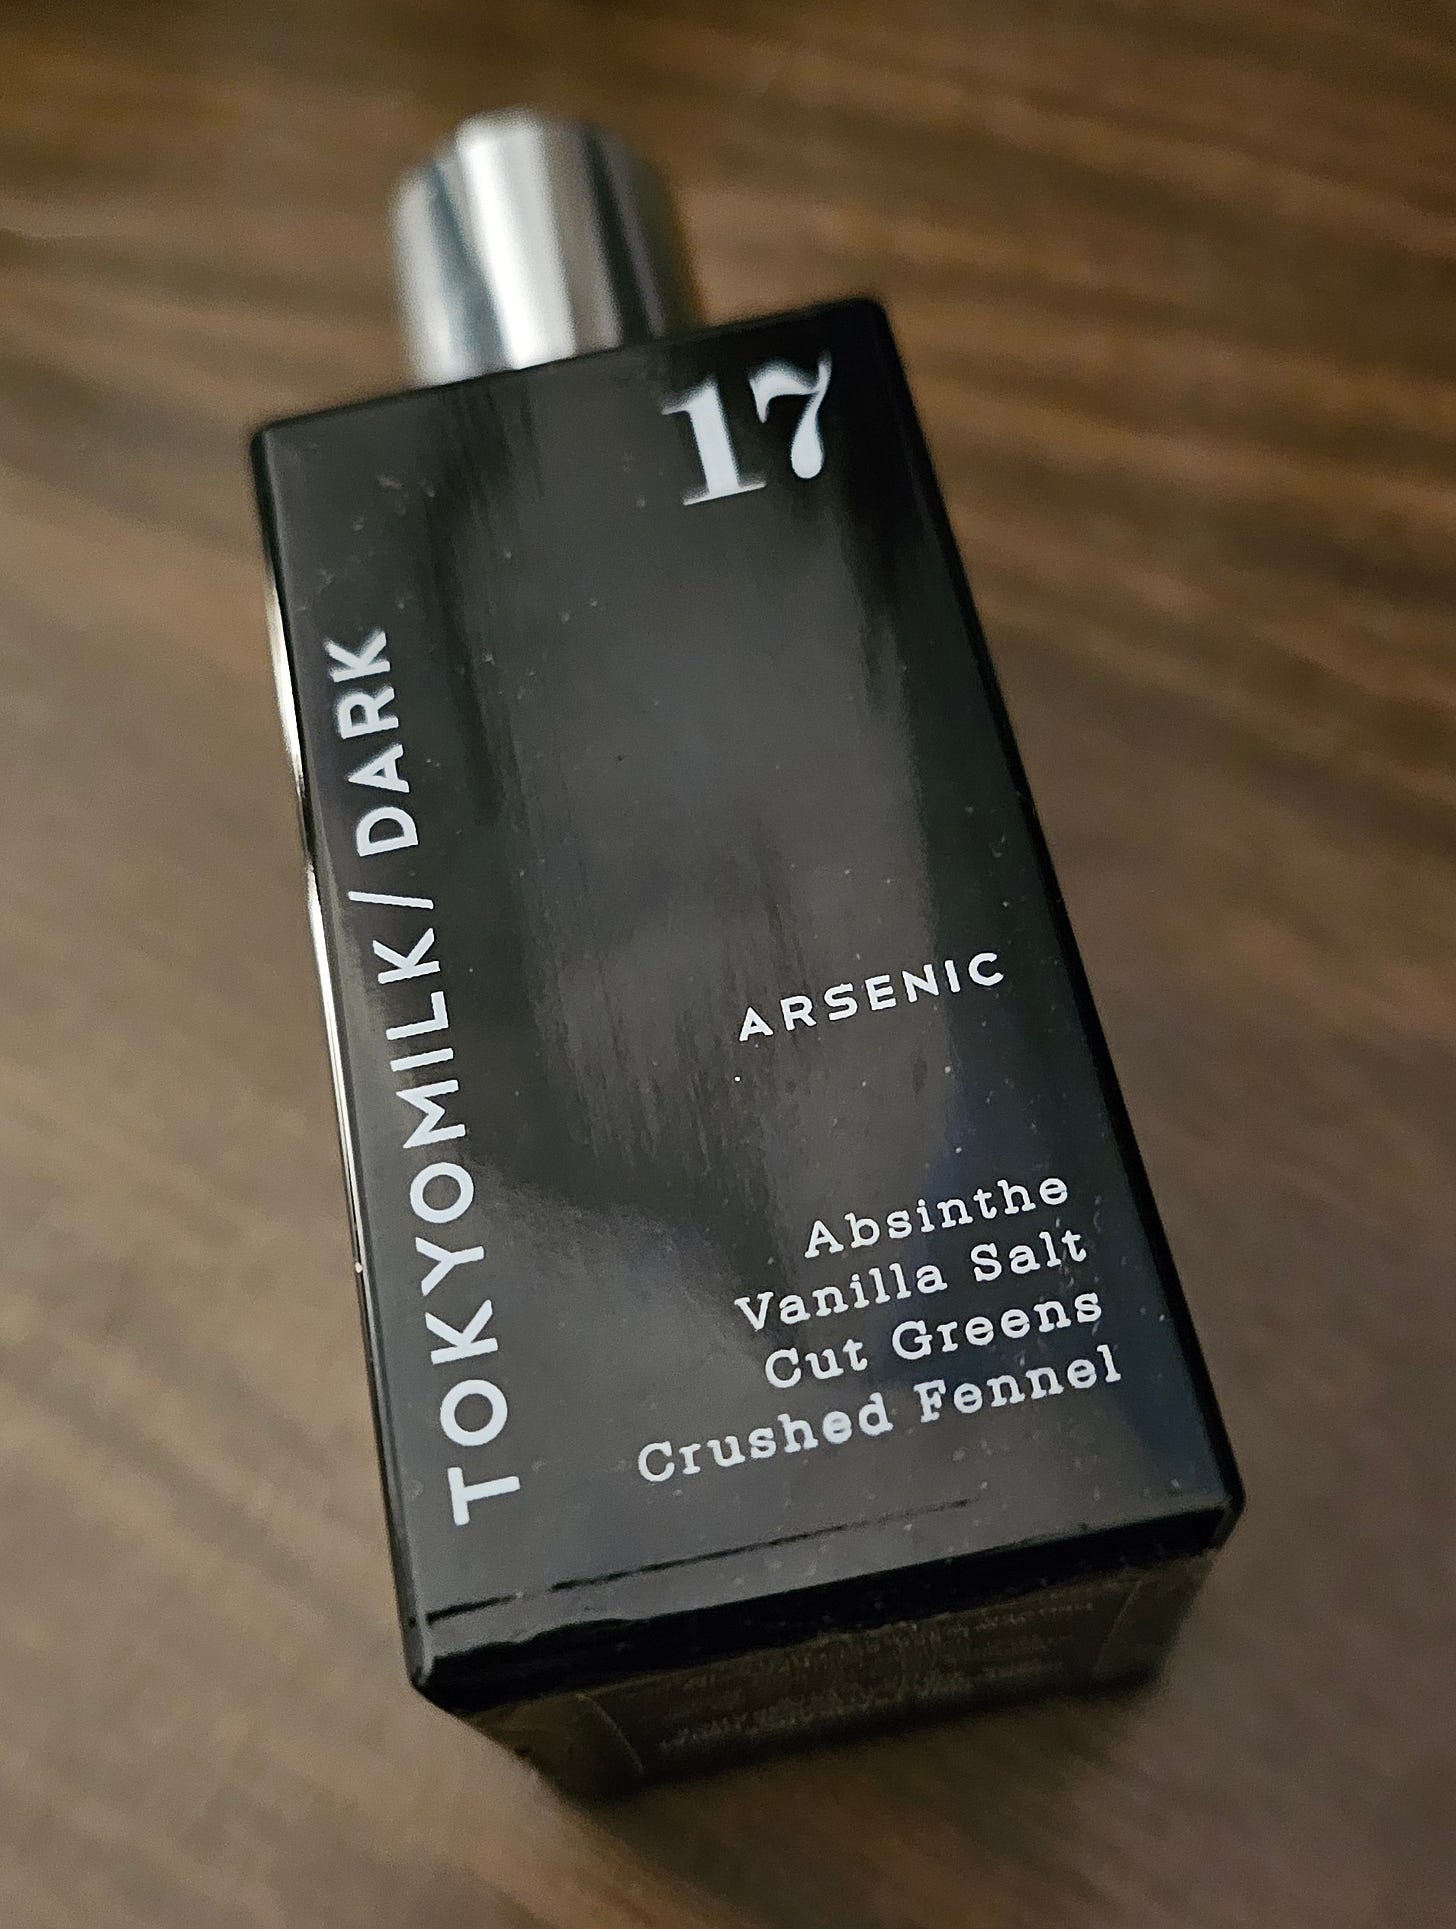 17
TOKYOMILK/DARK
ARSENIC
Absinthe
Vanilla Salt
Cut Greens
Crushed Fennel